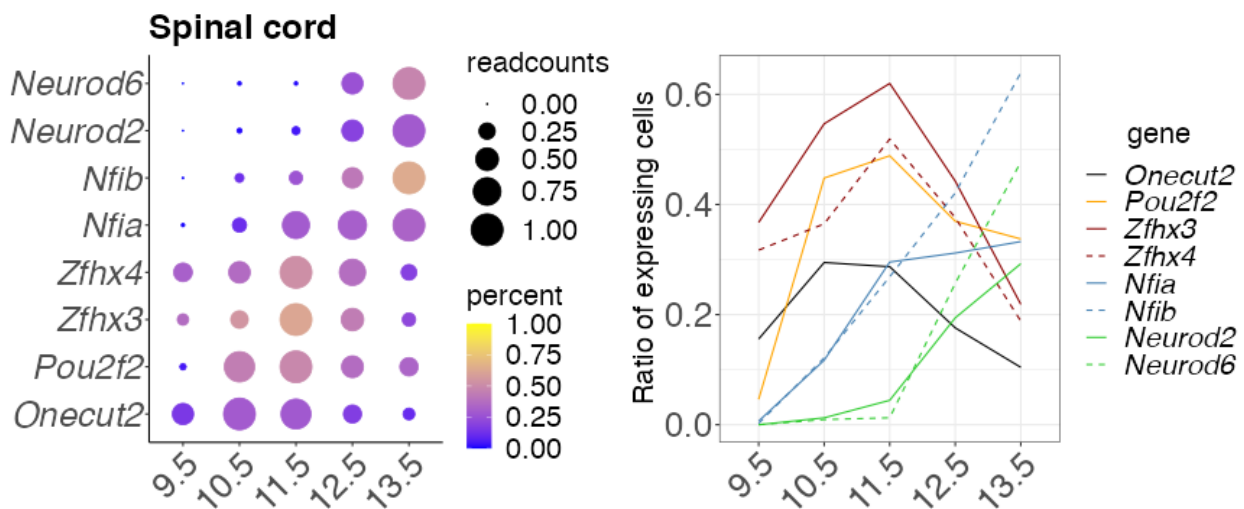 Spinal cord
Neurod6
Neurod2
Nfib
Nfia
Zfhx4
Zfhx3
Pou2f2
Onecut2
9.5
10.5
11.5
12.5
13.5
readcounts
0.00
0.25
0.50
0.75
1.00
percent
1.00
0.75
0.50
0.25
0.00
Ratio of expressing cells
0.6
0.4
0.2
0.0
9.5
10.5
11.5
12.5
13.5
gene
Onecut2
Pou2f2
Zfhx3
Zfhx4
Nfia
Nfib
Neurod2
Neurod6